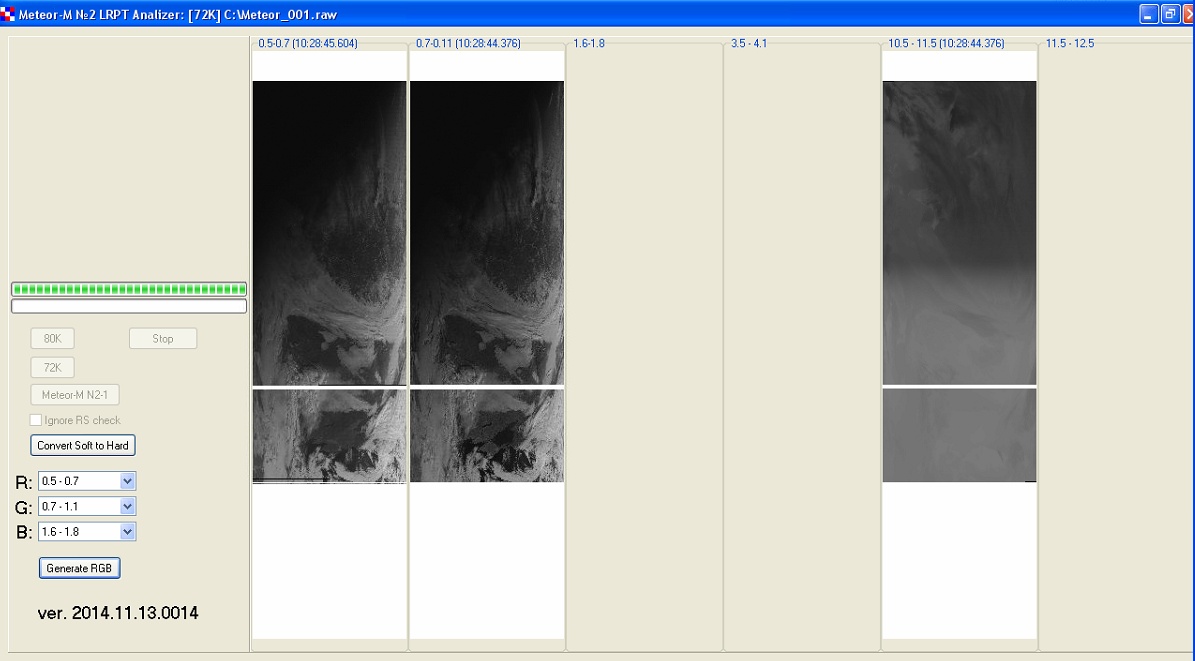 Meteor-M №2 LRPT Analizer: [72K] C:\Meteor_001.raw
0.5-0.7 (10:28:45.604)
0.7-0.11 (10:28:44.376)
1.6-1.8
3.5 - 4.1
10.5 - 11.5 (10:28:44.376)
11.5 - 12.5
80K
Stop
72K
Meteor-M N2-1
Ignore RS check
Convert Soft to Hard
R: 0.5 - 0.7
G: 0.7 - 1.1
B: 1.6 - 1.8
Generate RGB
ver. 2014.11.13.0014